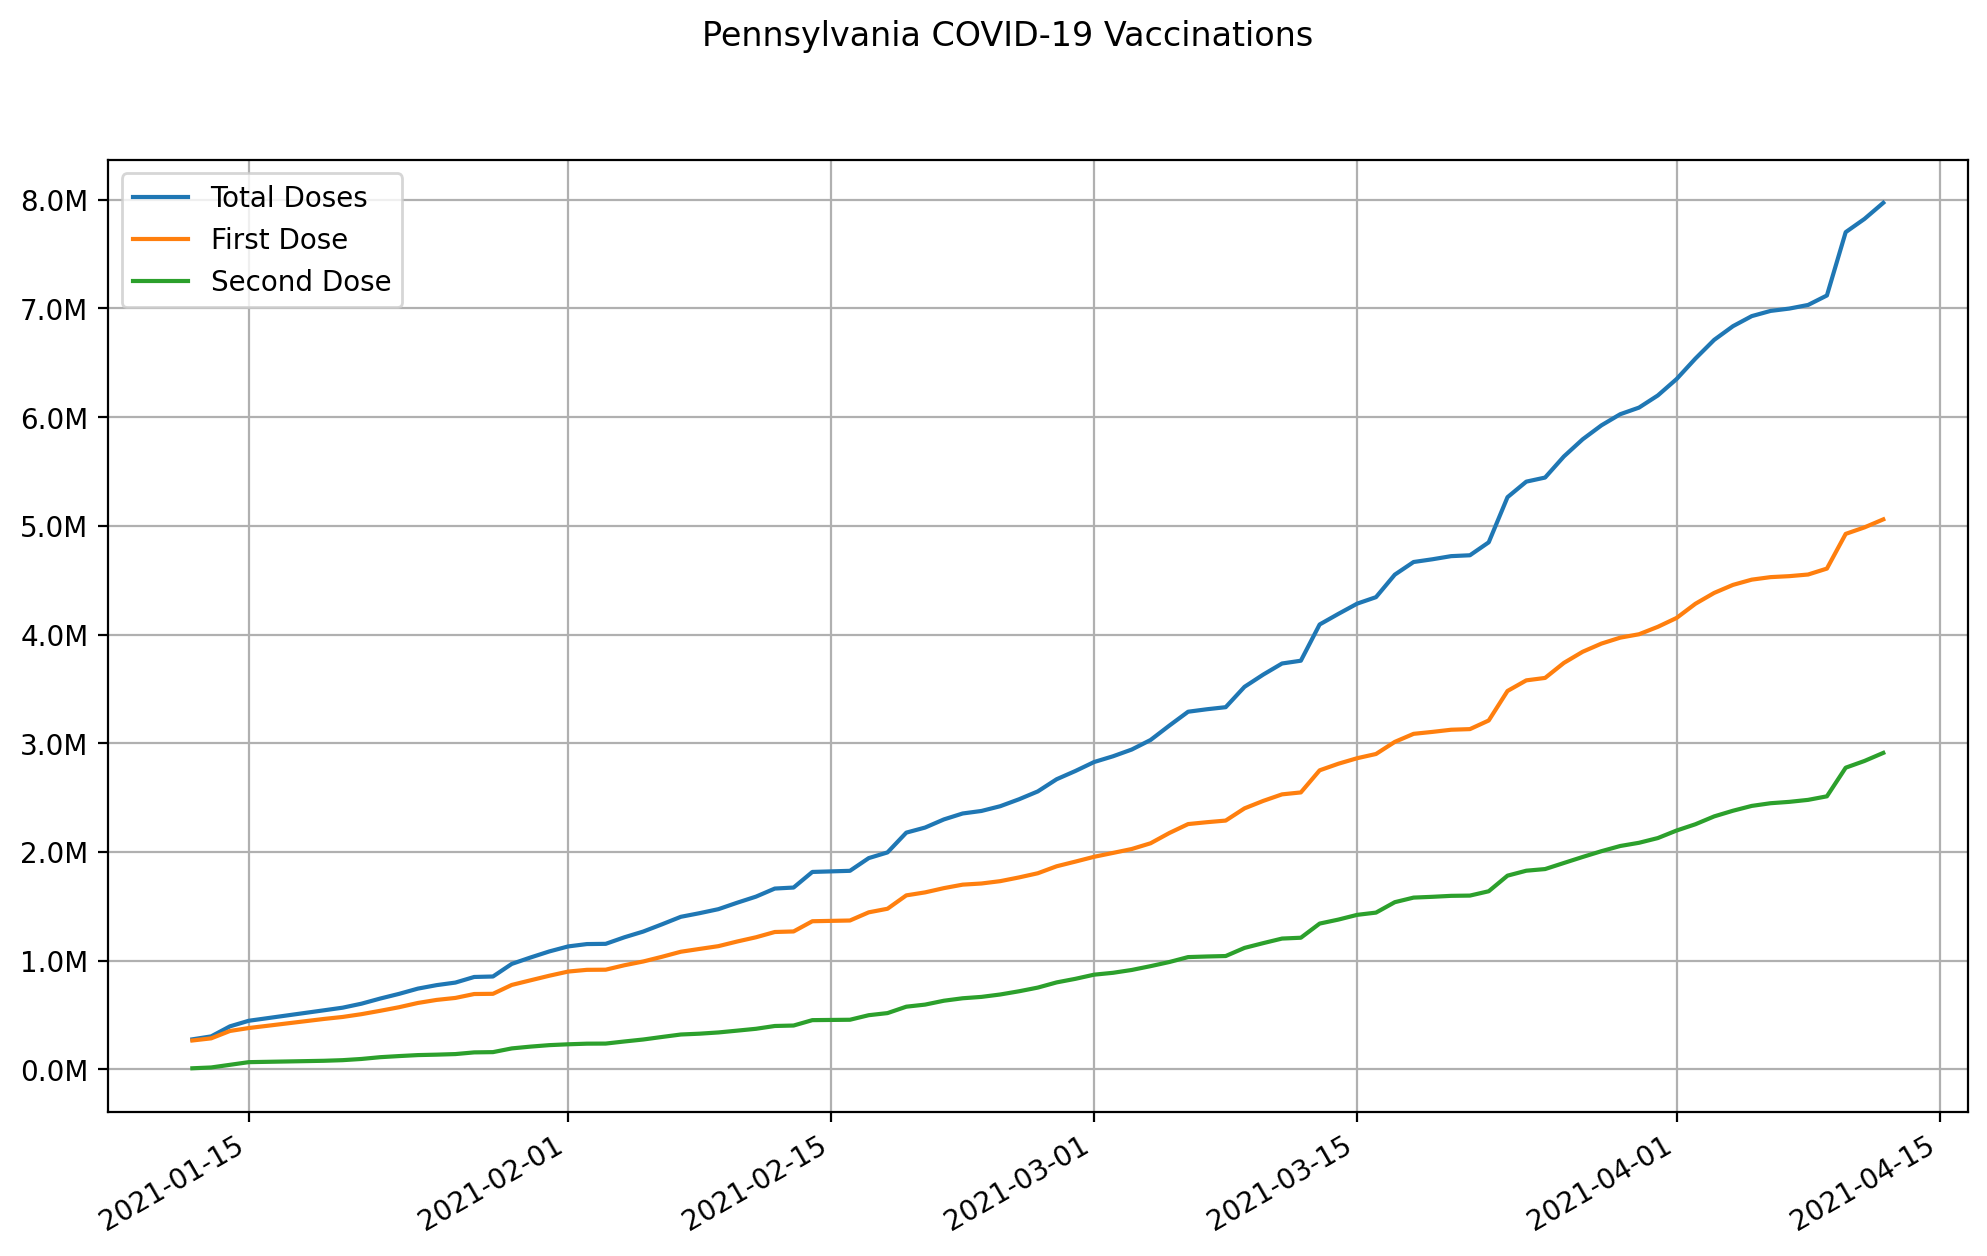 Pennsylvania COVID-19 Vaccinations
Total Doses
First Dose
Second Dose
8.0M
7.0M
6.0M
5.0M
4.0M
3.0M
2.0M
1.0M
0.0M
2021-01-15
2021-02-01
2021-02-15
2021-03-01
2021-03-15
2021-04-01
2021-04-15